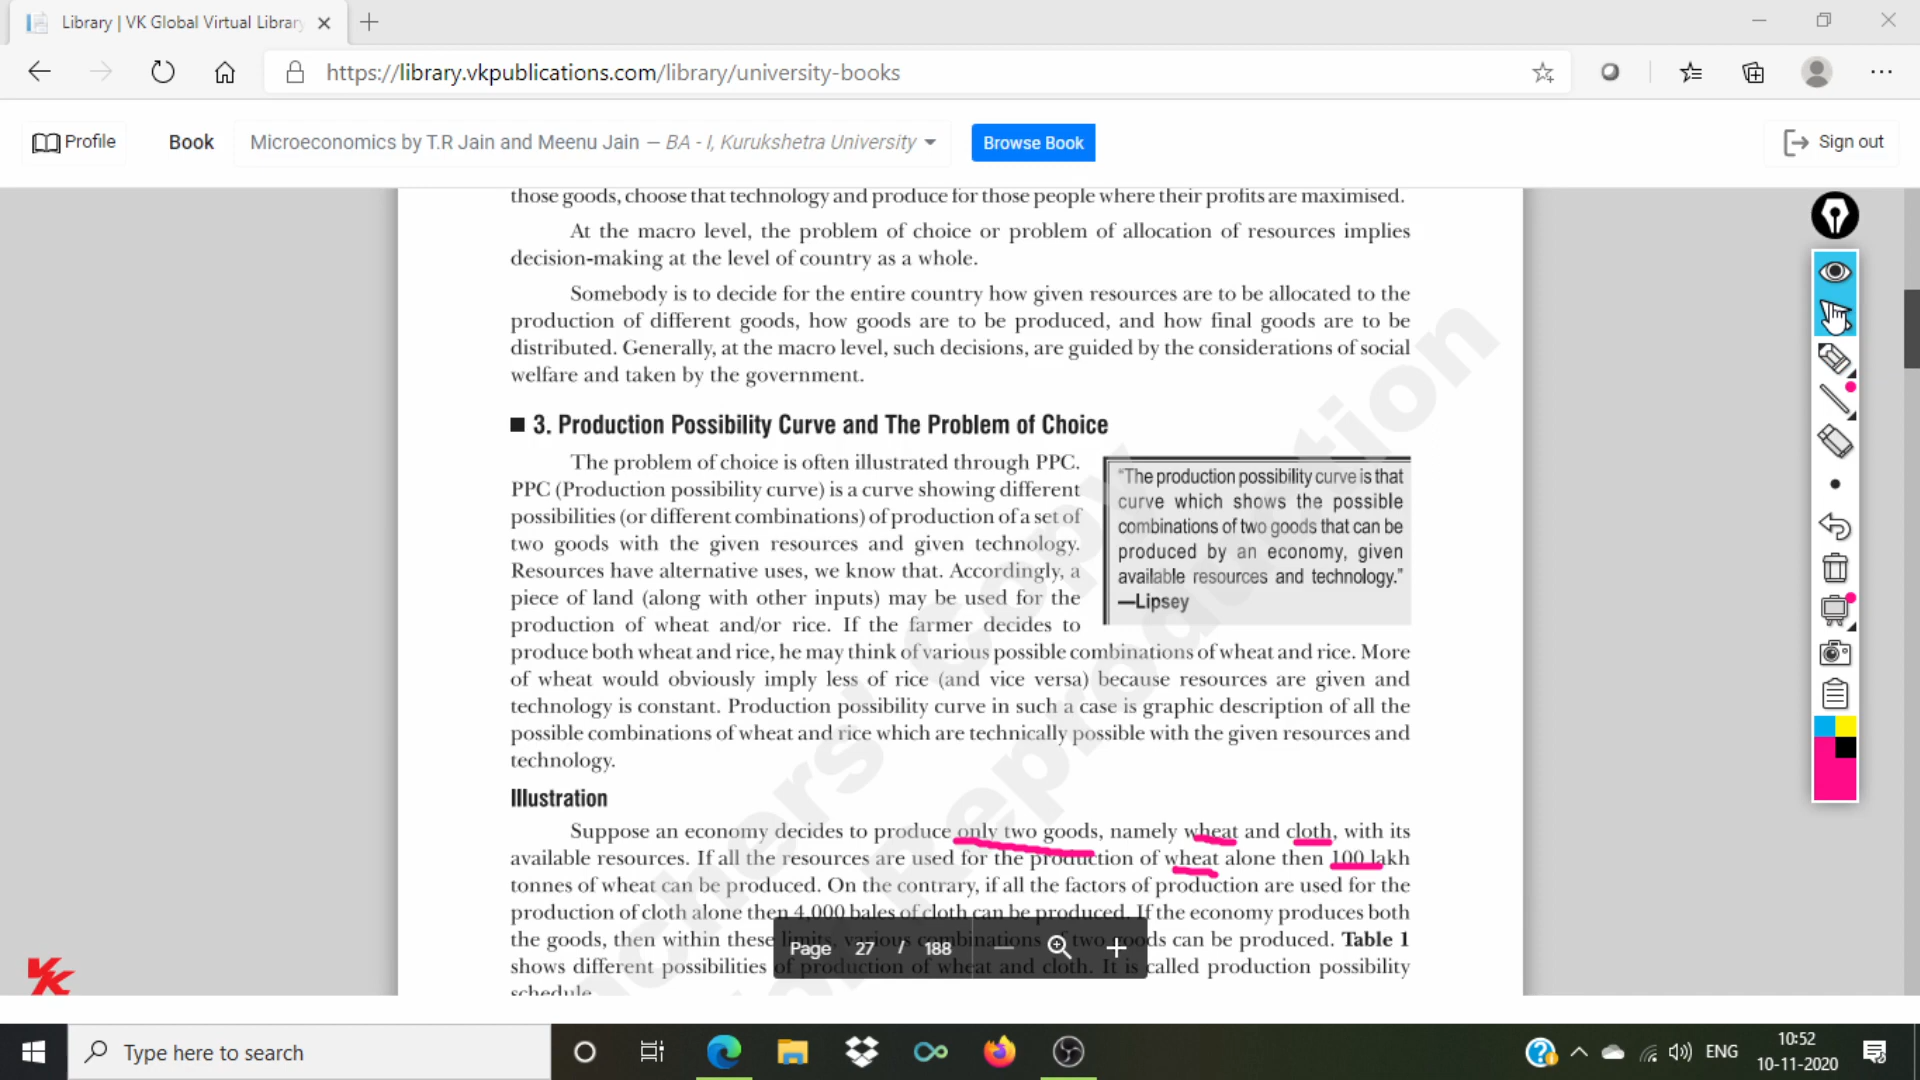 Library | VK Global Virtual Librar
https://library.vkpublications.com/library/university-books
Profile
Book
Microeconomics by T.R Jain and Meenu Jain — BA - I, Kurukshetra University
Browse Book
Sign out
those goods, choose that technology and produce for those people where their profits are maximised.
At the macro level, the problem of choice or problem of allocation of resources implies
decision-making at the level of country as a whole.
Somebody is to decide for the entire country how given resources are to be allocated to the
production of different goods, how goods are to be produced, and how final goods are to be
distributed. Generally, at the macro level, such decisions, are guided by the considerations of social
welfare and taken by the government.
3. Production Possibility Curve and The Problem of Choice
The problem of choice is often illustrated through PPC.
PPC (Production possibility curve) is a curve showing different
possibilities (or different combinations) of production of a set of
two goods with the given resources and given technology.
Resources have alternative uses, we know that. Accordingly, a
piece of land (along with other inputs) may be used for the
production of wheat and/or rice. If the farmer decides to
"The production possibility curve is that
curve which shows the possible
combinations of two goods that can be
produced by an economy, given
available resources and technology."
—Lipsey
produce both wheat and rice, he may think of various possible combinations of wheat and rice. More
of wheat would obviously imply less of rice (and vice versa) because resources are given and
technology is constant. Production possibility curve in such a case is graphic description of all the
possible combinations of wheat and rice which are technically possible with the given resources and
technology.
Illustration
Suppose an economy decides to produce only two goods, namely wheat and cloth, with its
available resources. If all the resources are used for the production of wheat alone then 100 lakh
tonnes of wheat can be produced. On the contrary, if all the factors of production are used for the
production of cloth alone then 4,000 bales of cloth can be produced. If the economy produces both
the goods, then within these limits, various combinations of two goods can be produced. Table 1
shows different possibilities of production of wheat and cloth. It is called production possibility
schedule
Page 27 / 188
VK
Type here to search
ENG
10:52
10-11-2020